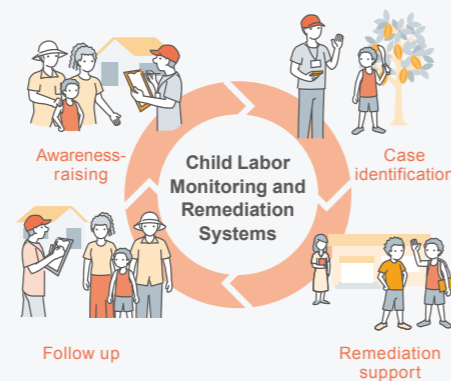 Awareness-
raising
Case
identification
Child Labor
Monitoring and
Remediation
Systems
Follow up
Remediation
support